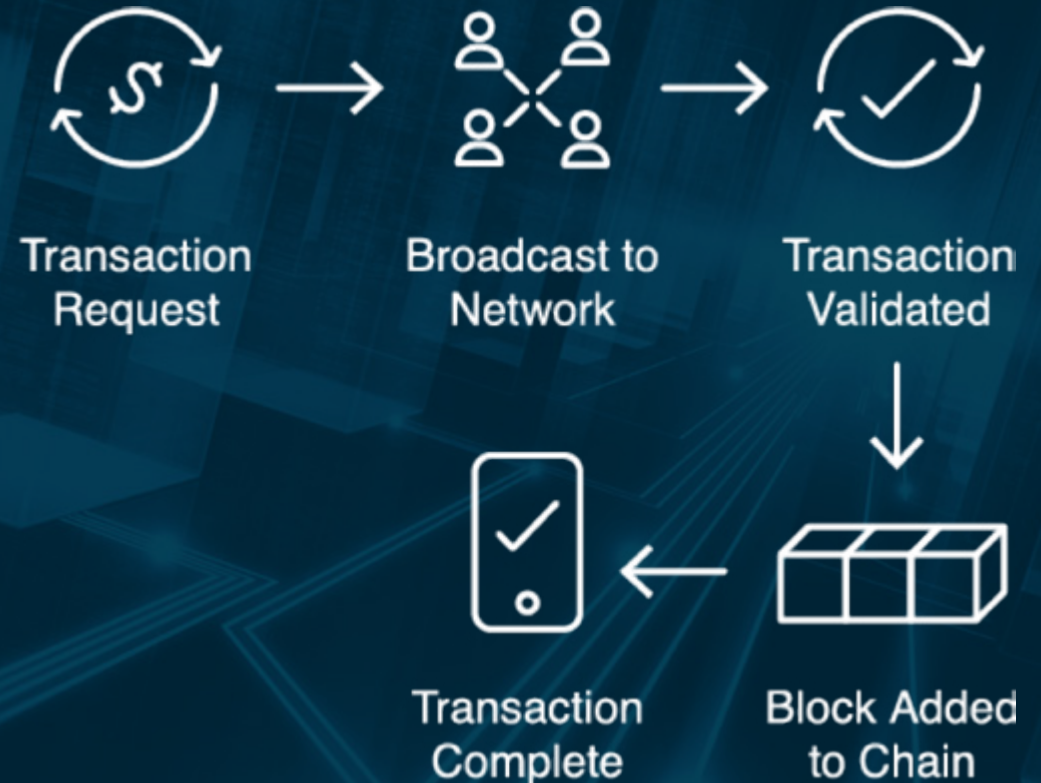 Transaction
Request
Broadcast to
Network
Transaction
Validated
Transaction
Complete
Block Added
to Chain